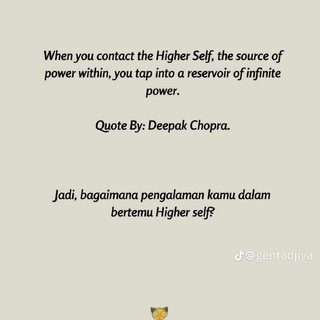 When you contact the Higher Self, the source of
power within, you tap into a reservoir of infinite
power.
Quote By: Deepak Chopra.
Jadi, bagaimana pengalaman kamu dalam
bertemu Higher self?
@gentadjiva